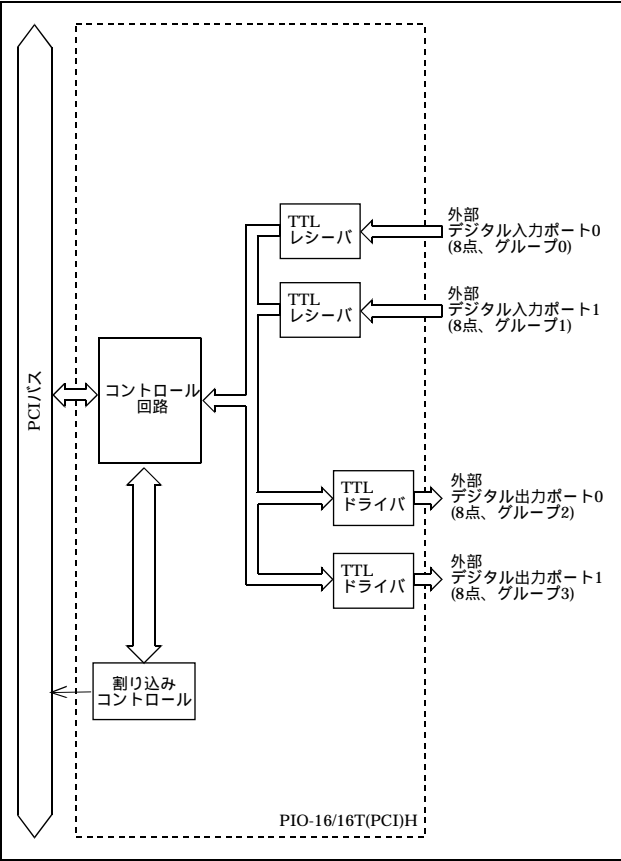 TTL
レシーバ
外部
デジタル入力ポート0
(8点、グループ0)
TTL
レシーバ
外部
デジタル入力ポート1
(8点、グループ1)
PCIバス
コントロール
回路
TTL
ドライバ
外部
デジタル出力ポート0
(8点、グループ2)
TTL
ドライバ
外部
デジタル出力ポート1
(8点、グループ3)
割り込み
コントロール
PIO-16/16T(PCI)H